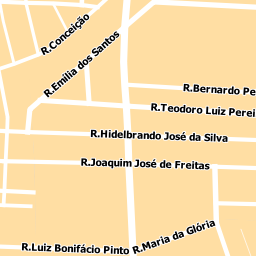 R.Conceição
R.Emilia dos Santos
R.Bernardo Pe
R.Teodoro Luiz Perei
R.Hidelbrando José da Silva
R.Joaquim José de Freitas
R.Maria da Glória
R.Luiz Bonifácio Pinto